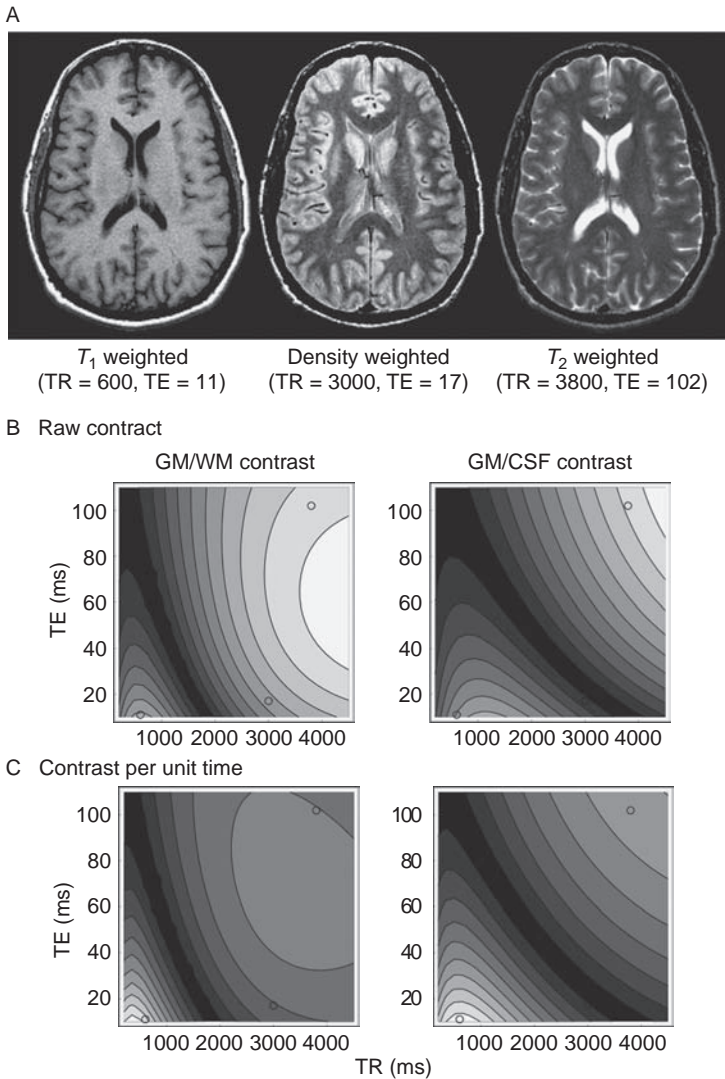 A
T1 weighted
(TR = 600, TE = 11)
Density weighted
(TR = 3000, TE = 17)
T2 weighted
(TR = 3800, TE = 102)
B Raw contract
GM/WM contrast
GM/CSF contrast
TE (ms)
100
80
60
40
20
1000 2000 3000 4000
100
80
60
40
20
1000 2000 3000 4000
C Contrast per unit time
TE (ms)
100
80
60
40
20
1000 2000 3000 4000
100
80
60
40
20
1000 2000 3000 4000
TR (ms)